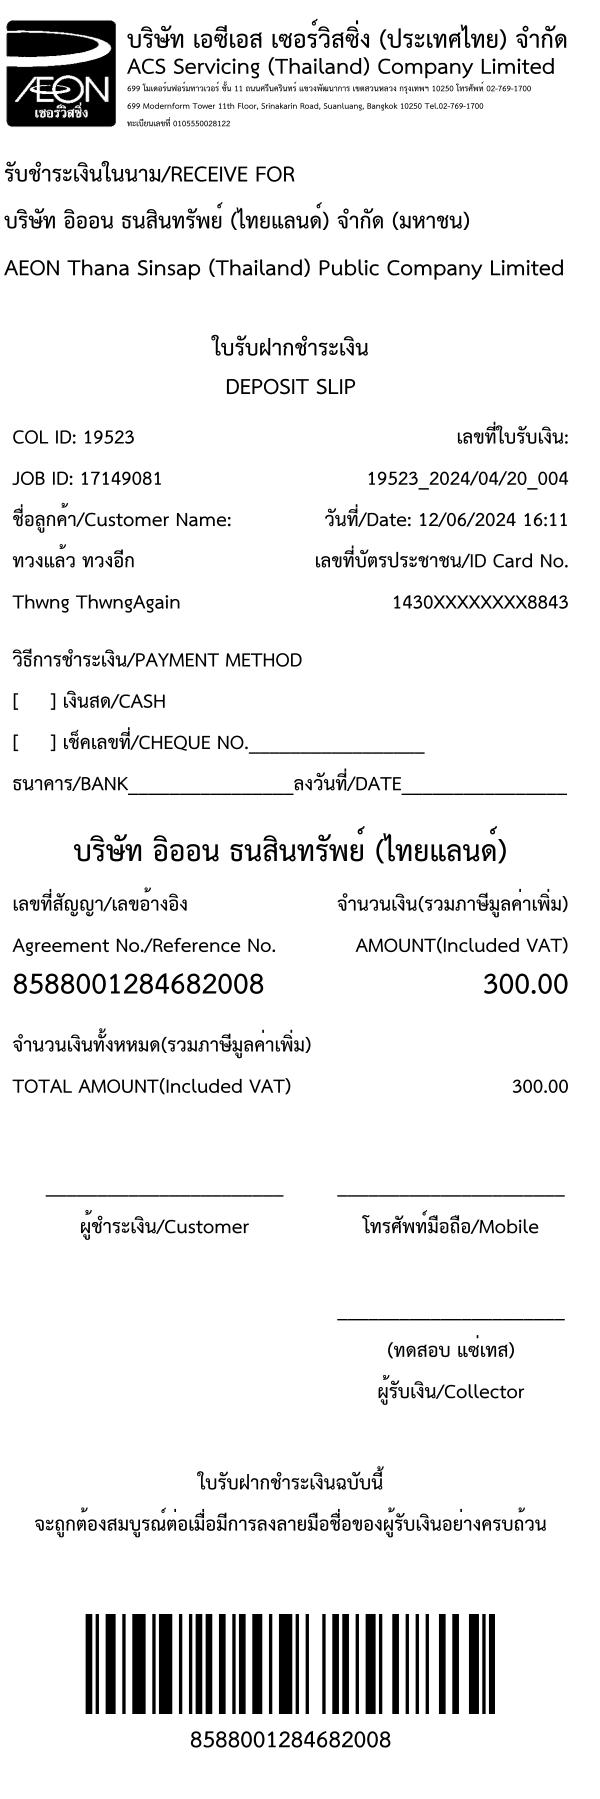 AEON
เซอร์วิสซิ่ง
บริษัท เอซีเอส เซอร์วิสซิ่ง (ประเทศไทย) จำกัด
ACS Servicing (Thailand) Company Limited
699 โมเดอร์นฟอร์มทาวเวอร์ ชั้น 11 ถนนศรีนครินทร์ แขวงพัฒนาการ เขตสวนหลวง กรุงเทพฯ 10250 โทรศัพท์ 02-769-1700
699 Modernform Tower 11th Floor, Srinakarin Road, Suanluang, Bangkok 10250 Tel.02-769-1700
ทะเบียนเลขที่ 0105550028122
รับชำระเงินในนาม/RECEIVE FOR
บริษัท อิออน ธนสินทรัพย์ (ไทยแลนด์) จำกัด (มหาชน)
AEON Thana Sinsap (Thailand) Public Company Limited
ใบรับฝากชำระเงิน
DEPOSIT SLIP
COL ID: 19523 เลขที่ใบรับเงิน:
JOB ID: 17149081 19523_2024/04/20_004
ชื่อลูกค้า/Customer Name: วันที่/Date: 12/06/2024 16:11
ทวงแล้ว ทวงอีก เลขที่บัตรประชาชน/ID Card No.
Thwng ThwngAgain 1430XXXXXXXX8843
วิธีการชำระเงิน/PAYMENT METHOD
[ ] เงินสด/CASH
[ ] เช็คเลขที่/CHEQUE NO.__________________
ธนาคาร/BANK_________________ลงวันที่/DATE_________________
บริษัท อิออน ธนสินทรัพย์ (ไทยแลนด์)
เลขที่สัญญา/เลขอ้างอิง จำนวนเงิน(รวมภาษีมูลค่าเพิ่ม)
Agreement No./Reference No. AMOUNT(Included VAT)
8588001284682008 300.00
จำนวนเงินทั้งหหมด(รวมภาษีมูลค่าเพิ่ม)
TOTAL AMOUNT(Included VAT) 300.00
ผู้ชำระเงิน/Customer โทรศัพท์มือถือ/Mobile
(ทดสอบ แซ่เทส)
ผู้รับเงิน/Collector
ใบรับฝากชำระเงินฉบับนี้
จะถูกต้องสมบูรณ์ต่อเมื่อมีการลงลายมือชื่อของผู้รับเงินอย่างครบถ้วน
8588001284682008